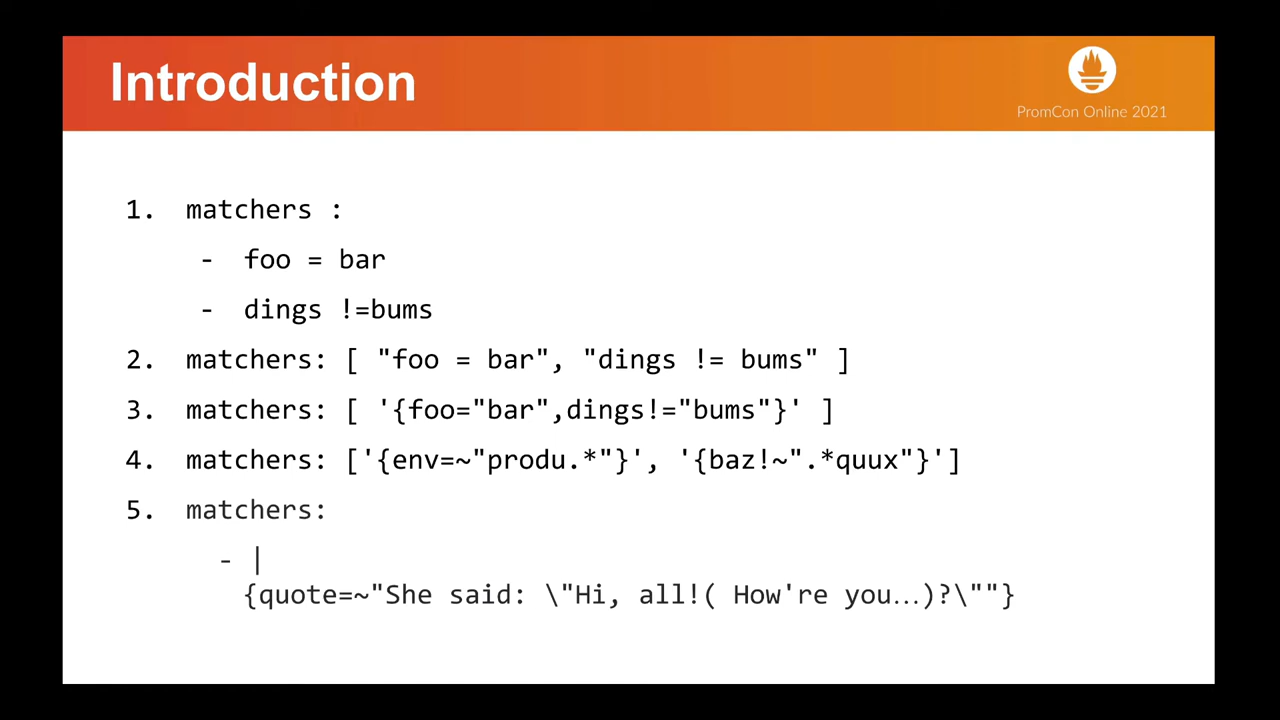 Introduction
PromCon Online 2021
1. matchers :
- foo = bar
- dings !=bums
2. matchers: [ "foo = bar", "dings != bums" ]
3. matchers: [ '{foo="bar",dings!="bums"}' ]
4. matchers: ['{env=~"produ.*"}', '{baz!~".*quux"}']
5. matchers:
- |
{quote=~"She said: \"Hi, all!( How're you…)?\""}